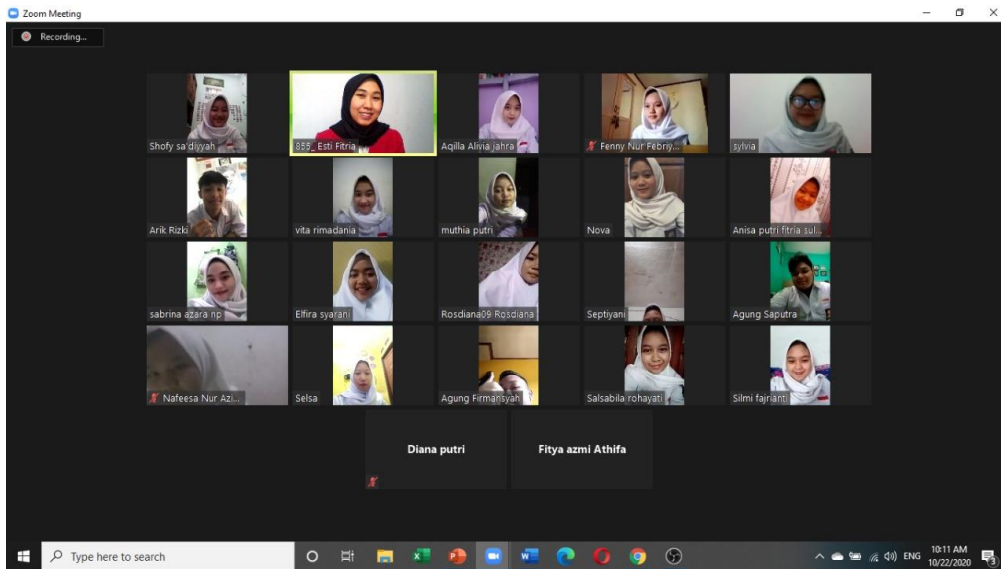 Zoom Meeting
Recording...
Shofy sa'diyyah
855_ Esti Fitria
Aqilla Alivia jahra
Fenny Nur Febriy...
sylvia
Arik Rizki
vita rimadania
muthia putri
Nova
Anisa putri fitria sul...
sabrina azara np
Elfira syarani
Rosdiana09 Rosdiana
Septiyani
Agung Saputra
Nafeesa Nur Azi...
Selsa
Agung Firmansyah
Salsabila rohayati
Silmi fajrianti
Diana putri
Fitya azmi Athifa
Type here to search
ENG
10:11 AM
10/22/2020
3